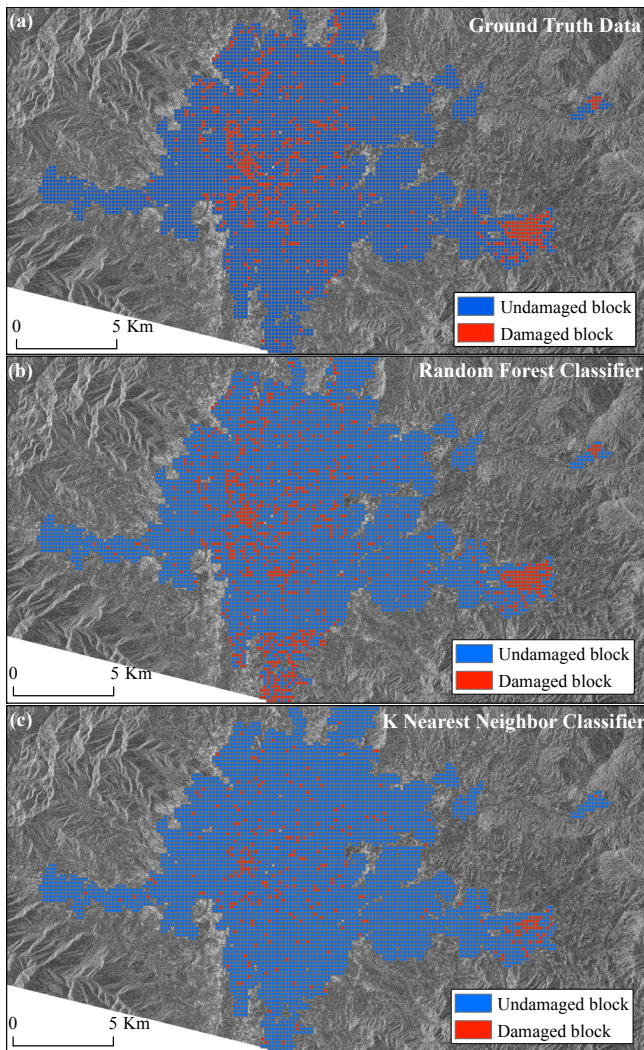 (a)
Ground Truth Data
Undamaged block
Damaged block
0 5 Km
(b)
Random Forest Classifier
Undamaged block
Damaged block
0 5 Km
(c)
K Nearest Neighbor Classifier
Undamaged block
Damaged block
0 5 Km